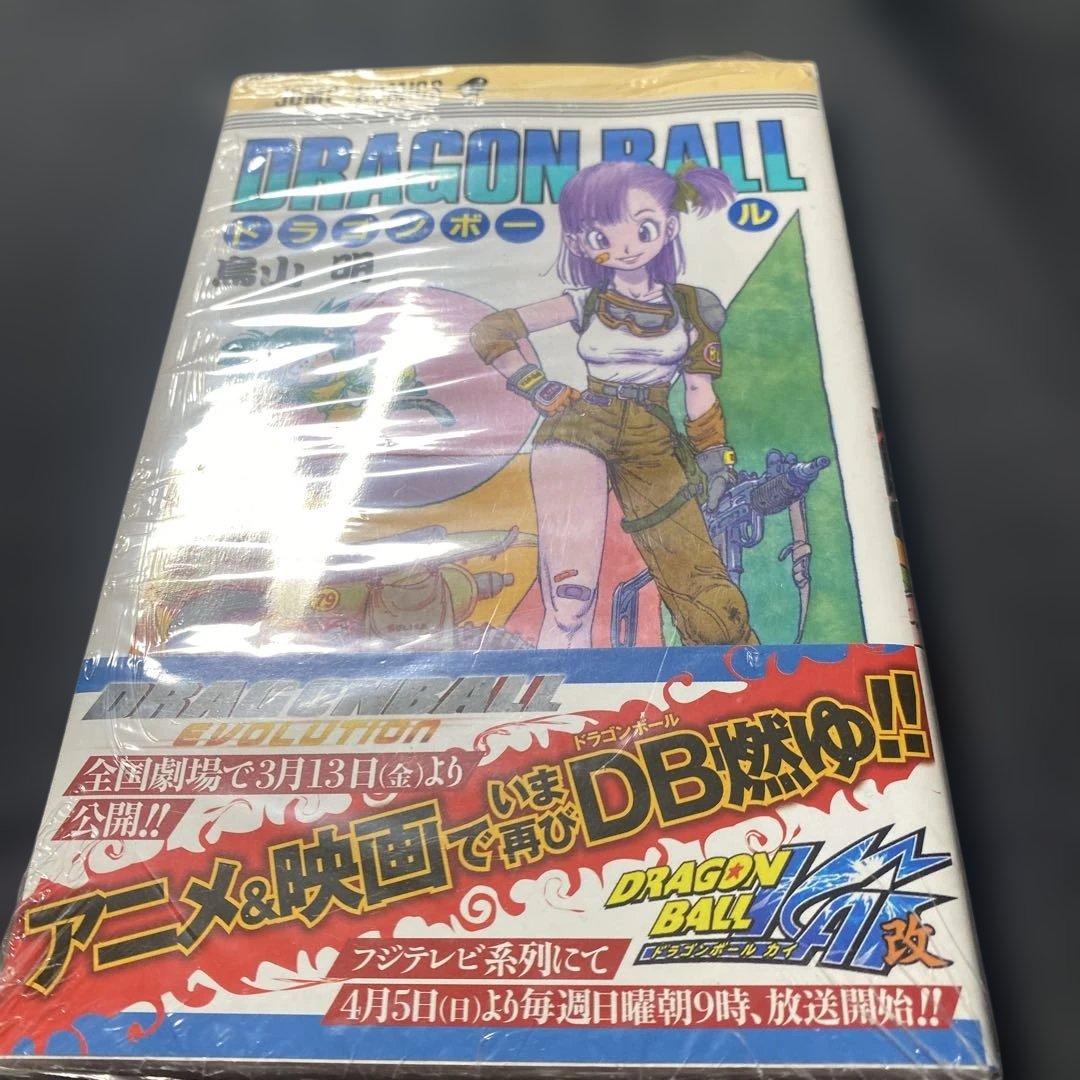 JUMP COMICS
DRAGON BALL
ドラゴンボール
鳥山 明
79
DRAGONBALL
EVOLUTION
全国劇場で3月13日(金)より
公開!!
アニメ&映画でいま再びDB燃ゆ!!
ドラゴンボール
DRAGON
BALL KAI 改
ドラゴンボール カイ
フジテレビ系列にて
4月5日(日)より毎週日曜朝9時、放送開始!!